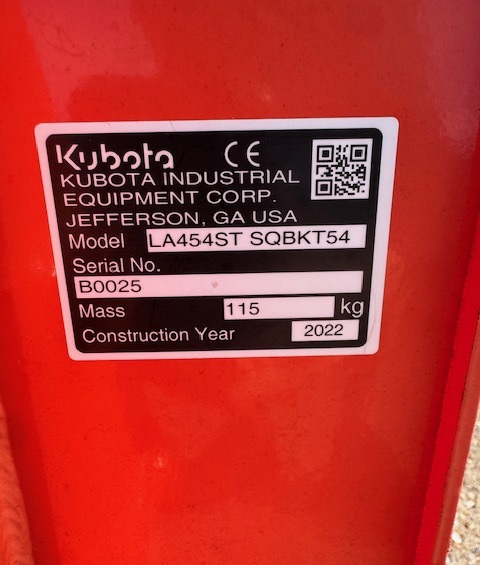 Kubota CE
KUBOTA INDUSTRIAL
EQUIPMENT CORP.
JEFFERSON, GA USA
Model LA454ST SQBKT54
Serial No.
B0025
Mass 115 kg
Construction Year 2022